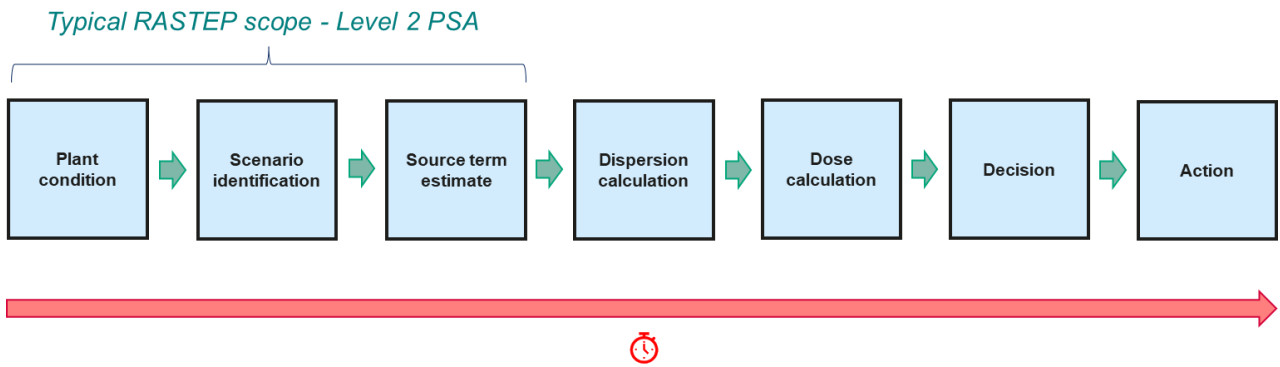 Typical RASTEP scope - Level 2 PSA
Plant
condition
Scenario
identification
Source term
estimate
Dispersion
calculation
Dose
calculation
Decision
Action